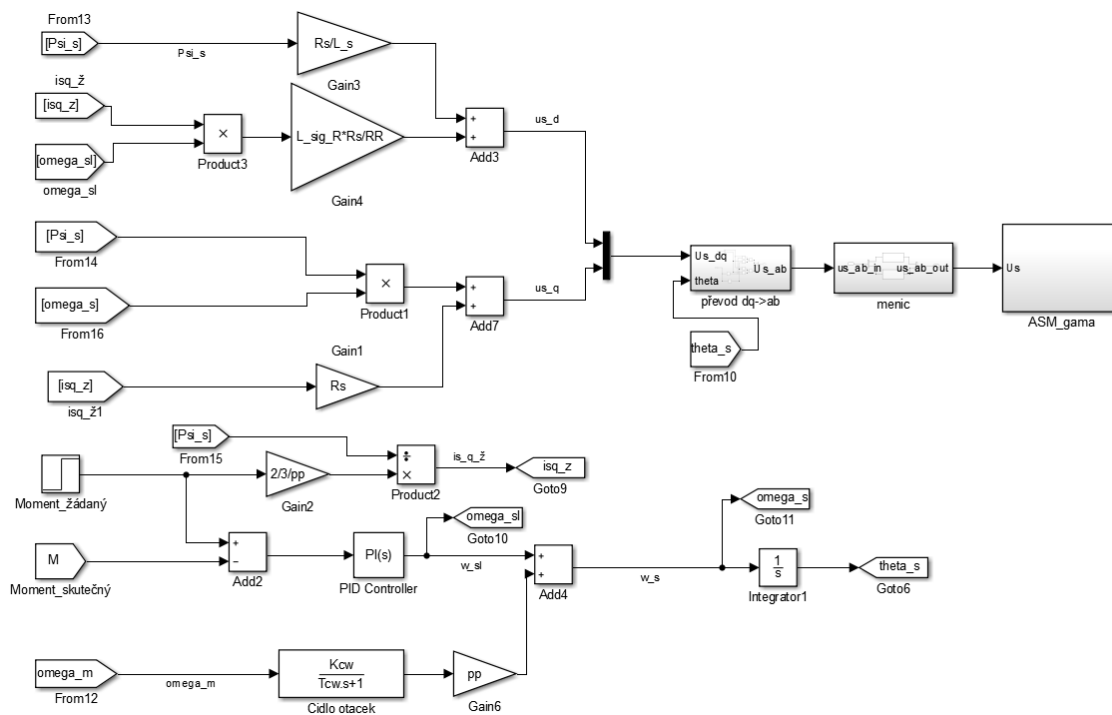 From13
[Psi_s]
Psi_s
Rs/L_s
Gain3
isq_ž
[isq_z]
[omega_sl]
omega_sl
×
Product3
L_sig_R*Rs/RR
Gain4
+
+
Add3
us_d
[Psi_s]
From14
[omega_s]
From16
×
Product1
+
+
Add7
us_q
Gain1
Rs
[isq_z]
isq_ž1
Us_dq
theta
Us_ab
převod dq->ab
theta_s
From10
us_ab_in
us_ab_out
menic
Us
ASM_gama
[Psi_s]
From15
Moment_žádaný
2/3/pp
Gain2
÷
×
Product2
is_q_ž
isq_z
Goto9
M
Moment_skutečný
+
−
Add2
PI(s)
PID Controller
omega_sl
Goto10
w_sl
+
+
Add4
w_s
omega_s
Goto11
1
s
Integrator1
theta_s
Goto6
omega_m
From12
omega_m
Kcw
Tcw.s+1
Cidlo otacek
pp
Gain6